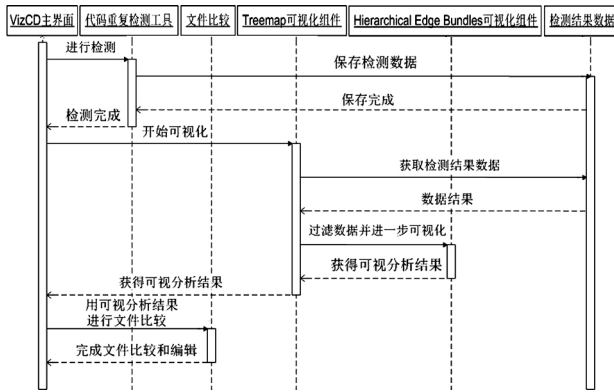 VizCD主界面
代码重复检测工具
文件比较
Treemap可视化组件
Hierarchical Edge Bundles可视化组件
检测结果数据
进行检测
保存检测数据
保存完成
检测完成
开始可视化
获取检测结果数据
数据结果
过滤数据并进一步可视化
获得可视分析结果
获得可视分析结果
用可视分析结果
进行文件比较
完成文件比较和编辑